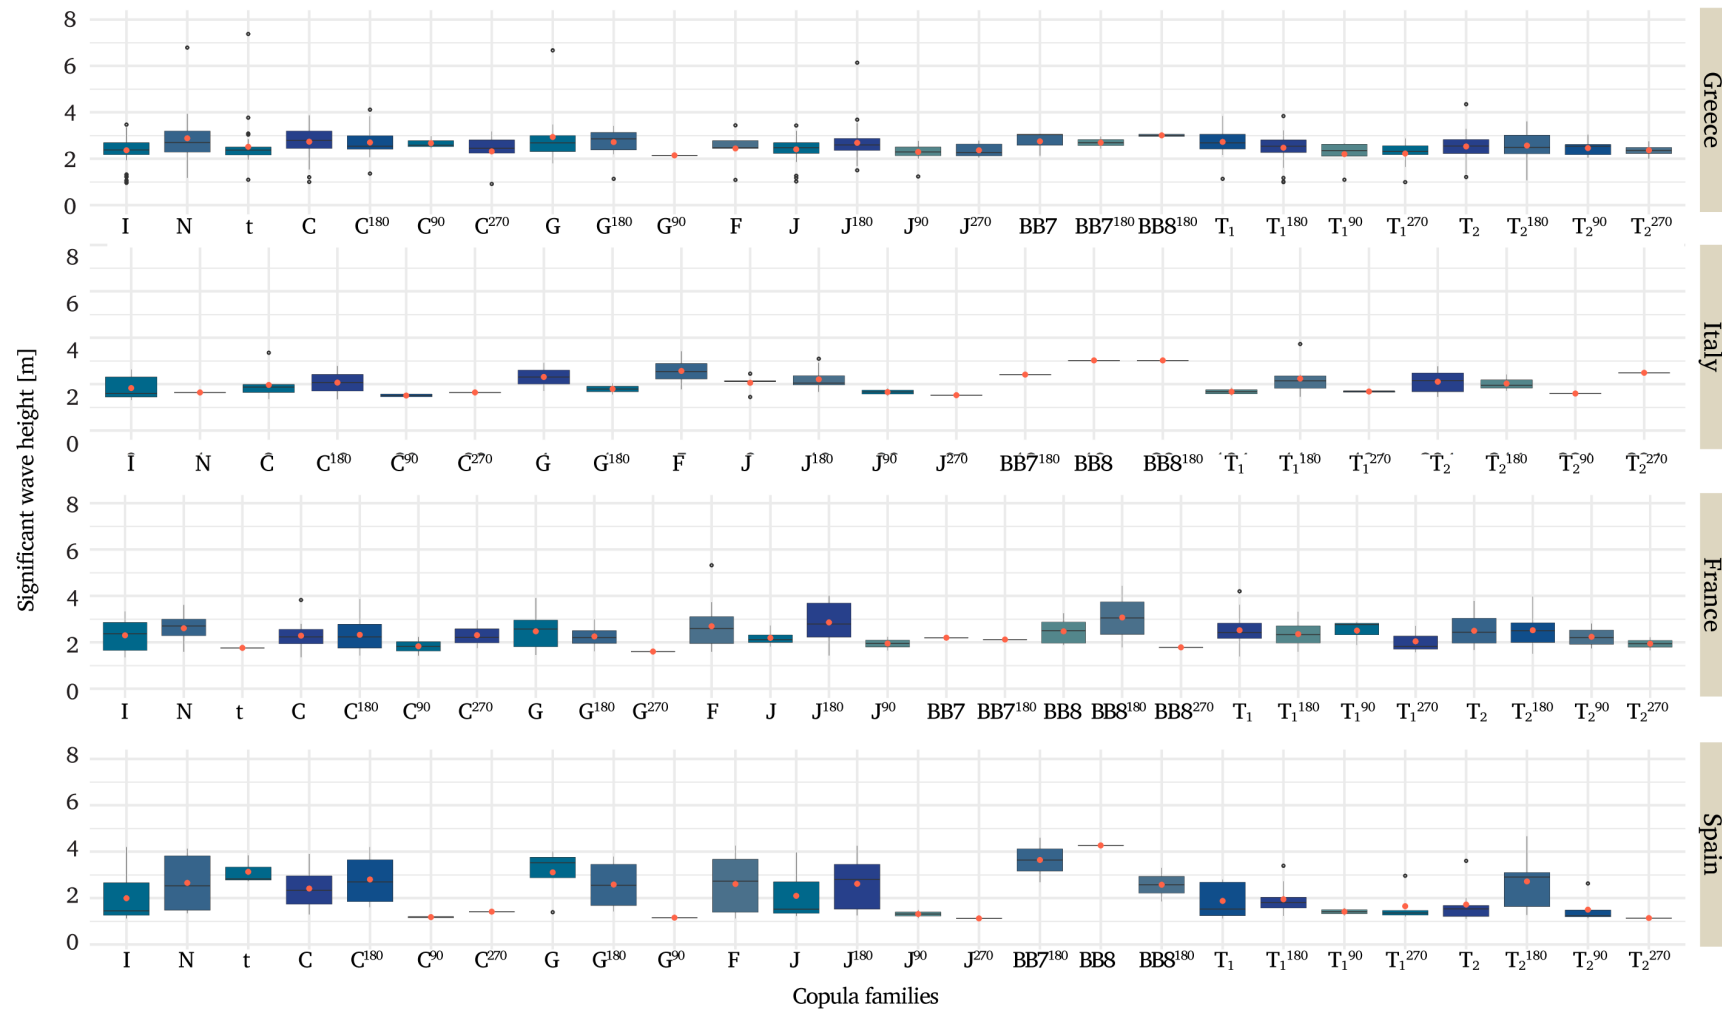 8
6
4
2
0
I N t C C¹⁸⁰ C⁹⁰ C²⁷⁰ G G¹⁸⁰ G⁹⁰ F J J¹⁸⁰ J⁹⁰ J²⁷⁰ BB7 BB7¹⁸⁰ BB8¹⁸⁰ T₁ T₁¹⁸⁰ T₁⁹⁰ T₁²⁷⁰ T₂ T₂¹⁸⁰ T₂⁹⁰ T₂²⁷⁰
Greece
8
6
4
2
0
I N C C¹⁸⁰ C⁹⁰ C²⁷⁰ G G¹⁸⁰ F J J¹⁸⁰ J⁹⁰ J²⁷⁰ BB7¹⁸⁰ BB8 BB8¹⁸⁰ T₁ T₁¹⁸⁰ T₁²⁷⁰ T₂ T₂¹⁸⁰ T₂⁹⁰ T₂²⁷⁰
Italy
Significant wave height [m]
8
6
4
2
0
I N t C C¹⁸⁰ C⁹⁰ C²⁷⁰ G G¹⁸⁰ G²⁷⁰ F J J¹⁸⁰ J⁹⁰ BB7 BB7¹⁸⁰ BB8 BB8¹⁸⁰ BB8²⁷⁰ T₁ T₁¹⁸⁰ T₁⁹⁰ T₁²⁷⁰ T₂ T₂¹⁸⁰ T₂⁹⁰ T₂²⁷⁰
France
8
6
4
2
0
I N t C C¹⁸⁰ C⁹⁰ C²⁷⁰ G G¹⁸⁰ G⁹⁰ F J J¹⁸⁰ J⁹⁰ J²⁷⁰ BB7¹⁸⁰ BB8 BB8¹⁸⁰ T₁ T₁¹⁸⁰ T₁⁹⁰ T₁²⁷⁰ T₂ T₂¹⁸⁰ T₂⁹⁰ T₂²⁷⁰
Spain
Copula families